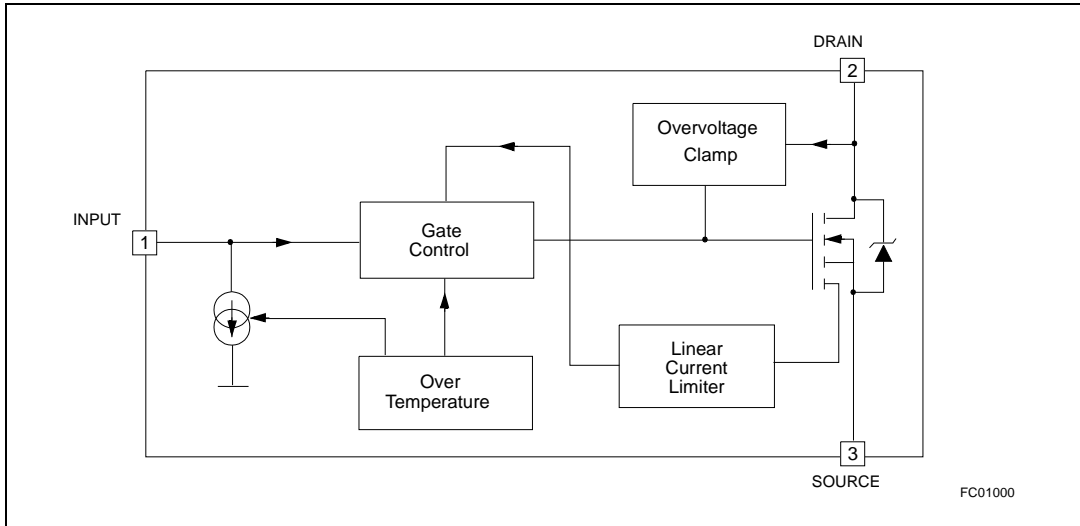 DRAIN
2
Overvoltage
Clamp
INPUT
1
Gate
Control
Linear
Current
Limiter
Over
Temperature
3
SOURCE
FC01000